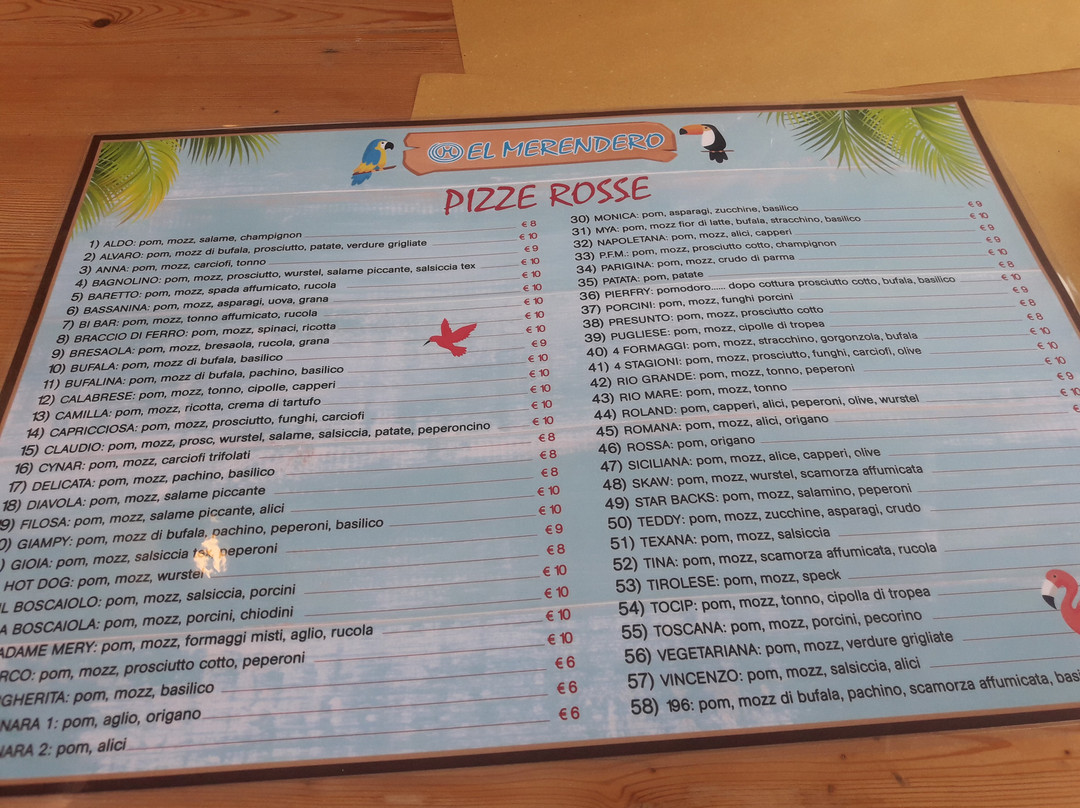 EL MERENDERO
PIZZE ROSSE
1) ALDO: pom, mozz, salame, champignon € 8
2) ALVARO: pom, mozz di bufala, prosciutto, patate, verdure grigliate € 10
3) ANNA: pom, mozz, carciofi, tonno € 9
4) BAGNOLINO: pom, mozz, prosciutto, wurstel, salame piccante, salsiccia tex € 10
5) BARETTO: pom, mozz, spada affumicato, rucola € 10
6) BASSANINA: pom, mozz, asparagi, uova, grana € 10
7) BI BAR: pom, mozz, tonno affumicato, rucola € 10
8) BRACCIO DI FERRO: pom, mozz, spinaci, ricotta € 10
9) BRESAOLA: pom, mozz, bresaola, rucola, grana € 10
10) BUFALA: pom, mozz di bufala, basilico € 9
11) BUFALINA: pom, mozz di bufala, pachino, basilico € 10
12) CALABRESE: pom, mozz, tonno, cipolle, capperi € 10
13) CAMILLA: pom, mozz, ricotta, crema di tartufo € 10
14) CAPRICCIOSA: pom, mozz, prosciutto, funghi, carciofi € 10
15) CLAUDIO: pom, mozz, prosc, wurstel, salame, salsiccia, patate, peperoncino € 10
16) CYNAR: pom, mozz, carciofi trifolati € 8
17) DELICATA: pom, mozz, pachino, basilico € 8
18) DIAVOLA: pom, mozz, salame piccante € 8
9) FILOSA: pom, mozz, salame piccante, alici € 10
0) GIAMPY: pom, mozz di bufala, pachino, peperoni, basilico € 10
) GIOIA: pom, mozz, salsiccia tex, peperoni € 9
HOT DOG: pom, mozz, wurstel € 8
IL BOSCAIOLO: pom, mozz, salsiccia, porcini € 10
A BOSCAIOLA: pom, mozz, porcini, chiodini € 10
ADAME MERY: pom, mozz, formaggi misti, aglio, rucola € 10
RCO: pom, mozz, prosciutto cotto, peperoni € 10
GHERITA: pom, mozz, basilico € 6
NARA 1: pom, aglio, origano € 6
NARA 2: pom, alici € 6
30) MONICA: pom, asparagi, zucchine, basilico € 9
31) MYA: pom, mozz fior di latte, bufala, stracchino, basilico € 10
32) NAPOLETANA: pom, mozz, alici, capperi € 9
33) P.F.M.: pom, mozz, prosciutto cotto, champignon € 9
34) PARIGINA: pom, mozz, crudo di parma € 10
35) PATATA: pom, patate € 8
36) PIERFRY: pomodoro...... dopo cottura prosciutto cotto, bufala, basilico € 10
37) PORCINI: pom, mozz, funghi porcini € 9
38) PRESUNTO: pom, mozz, prosciutto cotto € 8
39) PUGLIESE: pom, mozz, cipolle di tropea € 8
40) 4 FORMAGGI: pom, mozz, stracchino, gorgonzola, bufala € 10
41) 4 STAGIONI: pom, mozz, prosciutto, funghi, carciofi, olive € 10
42) RIO GRANDE: pom, mozz, tonno, peperoni € 10
43) RIO MARE: pom, mozz, tonno € 9
44) ROLAND: pom, capperi, alici, peperoni, olive, wurstel € 10
45) ROMANA: pom, mozz, alici, origano €
46) ROSSA: pom, origano
47) SICILIANA: pom, mozz, alice, capperi, olive
48) SKAW: pom, mozz, wurstel, scamorza affumicata
49) STAR BACKS: pom, mozz, salamino, peperoni
50) TEDDY: pom, mozz, zucchine, asparagi, crudo
51) TEXANA: pom, mozz, salsiccia
52) TINA: pom, mozz, scamorza affumicata, rucola
53) TIROLESE: pom, mozz, speck
54) TOCIP: pom, mozz, tonno, cipolla di tropea
55) TOSCANA: pom, mozz, porcini, pecorino
56) VEGETARIANA: pom, mozz, verdure grigliate
57) VINCENZO: pom, mozz, salsiccia, alici
58) 196: pom, mozz di bufala, pachino, scamorza affumicata, bas